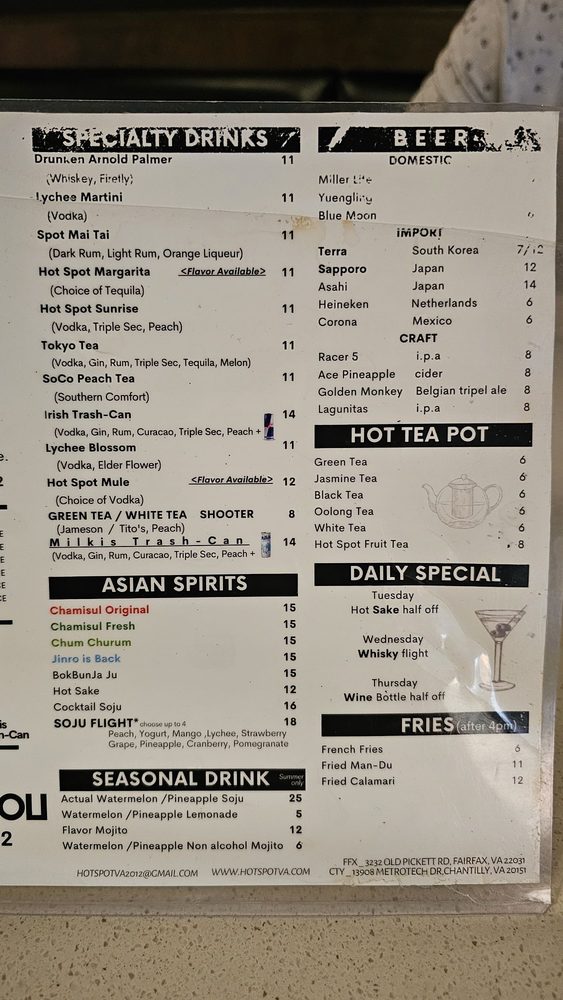 SPECIALTY DRINKS
Drunken Arnold Palmer 11
(Whiskey, Firefly)
Lychee Martini 11
(Vodka)
Spot Mai Tai 11
(Dark Rum, Light Rum, Orange Liqueur)
Hot Spot Margarita <Flavor Available> 11
(Choice of Tequila)
Hot Spot Sunrise 11
(Vodka, Triple Sec, Peach)
Tokyo Tea 11
(Vodka, Gin, Rum, Triple Sec, Tequila, Melon)
SoCo Peach Tea 11
(Southern Comfort)
Irish Trash-Can 14
(Vodka, Gin, Rum, Curacao, Triple Sec, Peach +
Lychee Blossom 11
(Vodka, Elder Flower)
Hot Spot Mule <Flavor Available> 12
(Choice of Vodka)
GREEN TEA / WHITE TEA SHOOTER 8
(Jameson / Tito's, Peach)
Milkis Trash-Can 14
(Vodka, Gin, Rum, Curacao, Triple Sec, Peach +
ASIAN SPIRITS
Chamisul Original 15
Chamisul Fresh 15
Chum Churum 15
Jinro is Back 15
BokBunJa Ju 15
Hot Sake 12
Cocktail Soju 16
SOJU FLIGHT* choose up to 4 18
Peach, Yogurt, Mango ,Lychee, Strawberry
Grape, Pineapple, Cranberry, Pomegranate
SEASONAL DRINK Summer only
Actual Watermelon /Pineapple Soju 25
Watermelon /Pineapple Lemonade 5
Flavor Mojito 12
Watermelon /Pineapple Non alcohol Mojito 6
HOTSPOTVA2012@GMAIL.COM WWW.HOTSPOTVA.COM
BEER
DOMESTIC
Miller Lite
Yuengling
Blue Moon 6
IMPORT
Terra South Korea 7/12
Sapporo Japan 12
Asahi Japan 14
Heineken Netherlands 6
Corona Mexico 6
CRAFT
Racer 5 i.p.a 8
Ace Pineapple cider 8
Golden Monkey Belgian tripel ale 8
Lagunitas i.p.a 8
HOT TEA POT
Green Tea 6
Jasmine Tea 6
Black Tea 6
Oolong Tea 6
White Tea 6
Hot Spot Fruit Tea 8
DAILY SPECIAL
Tuesday
Hot Sake half off
Wednesday
Whisky flight
Thursday
Wine Bottle half off
FRIES (after 4pm)
French Fries 6
Fried Man-Du 11
Fried Calamari 12
FFX_ 3232 OLD PICKETT RD, FAIRFAX, VA 22031
CTY_ 13908 METROTECH DR,CHANTILLY, VA 20151